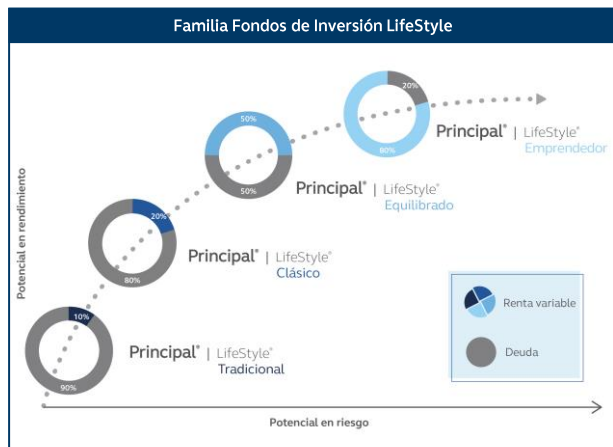 Familia Fondos de Inversión LifeStyle
Potencial en rendimiento
20%
80%
Principal® | LifeStyle®
Emprendedor
50%
50%
Principal® | LifeStyle®
Equilibrado
20%
80%
Principal® | LifeStyle®
Clásico
10%
90%
Principal® | LifeStyle®
Tradicional
Renta variable
Deuda
Potencial en riesgo